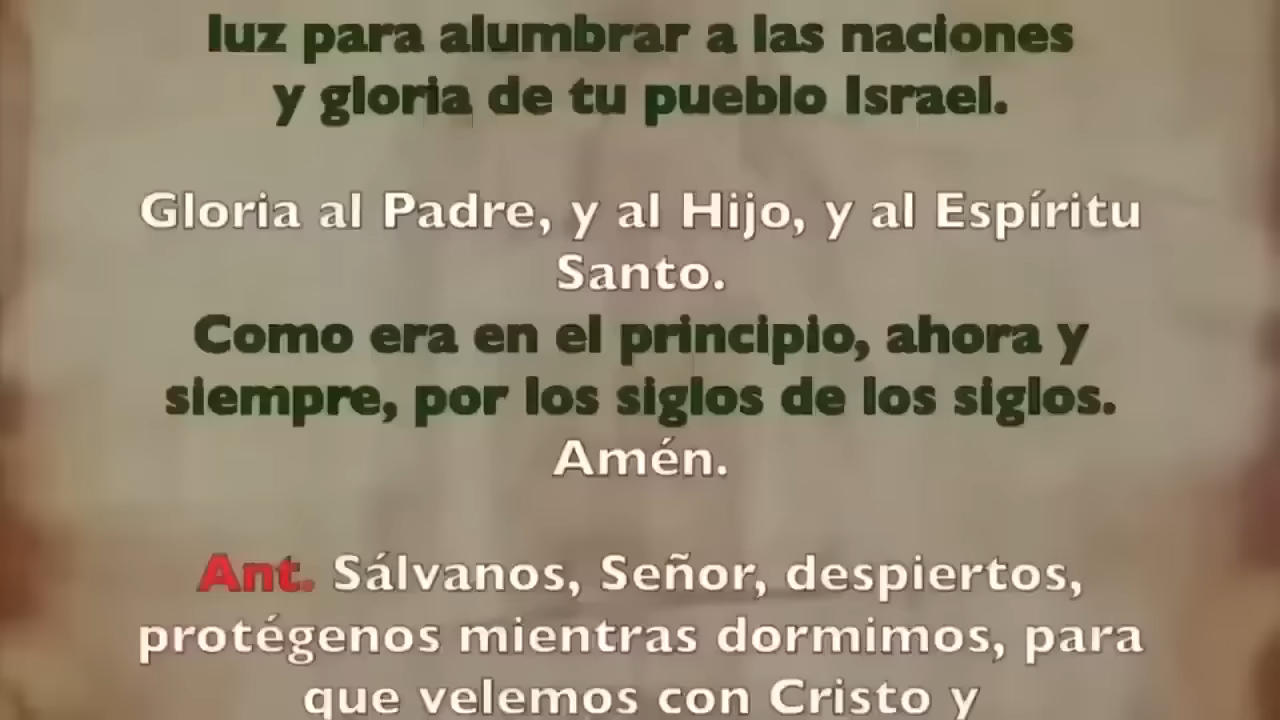 luz para alumbrar a las naciones
y gloria de tu pueblo Israel.
Gloria al Padre, y al Hijo, y al Espíritu
Santo.
Como era en el principio, ahora y
siempre, por los siglos de los siglos.
Amén.
Ant. Sálvanos, Señor, despiertos,
protégenos mientras dormimos, para
que velemos con Cristo y